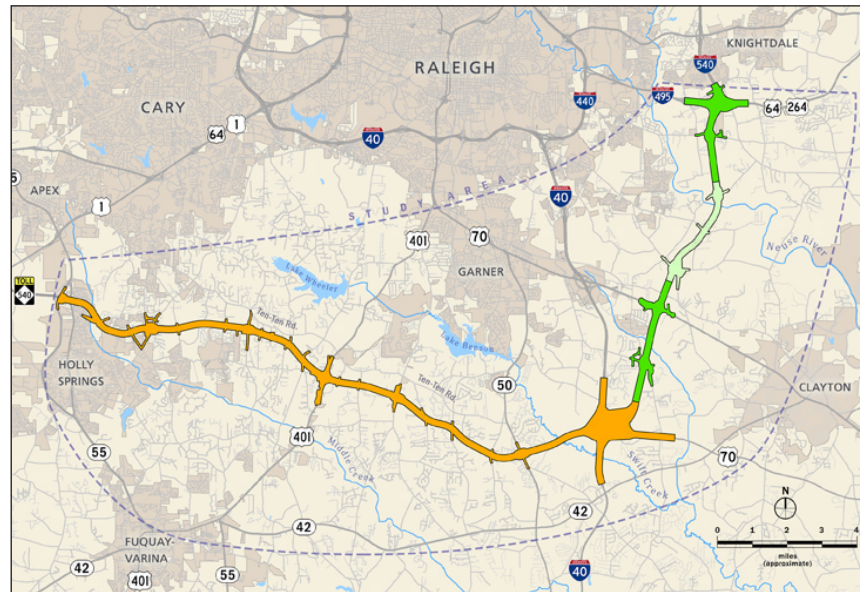 KNIGHTDALE
540
RALEIGH
495
440
64
264
CARY
64
1
40
STUDY AREA
APEX
1
40
401
70
Neuse River
GARNER
Lake Wheeler
TOLL
540
Ten-Ten Rd.
Lake Benson
HOLLY
SPRINGS
50
Ten-Ten Rd.
CLAYTON
401
55
Middle Creek
Swift Creek
70
42
42
N
FUQUAY-
VARINA
42
401
55
40
0 1 2 3 4
miles
(approximate)